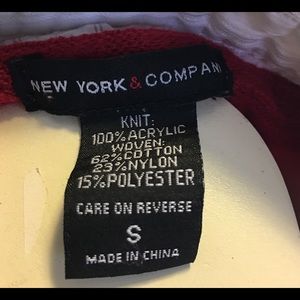 NEW YORK & COMPAN
KNIT:
100% ACRYLIC
WOVEN:
62% COTTON
23% NYLON
15% POLYESTER
CARE ON REVERSE
S
MADE IN CHINA